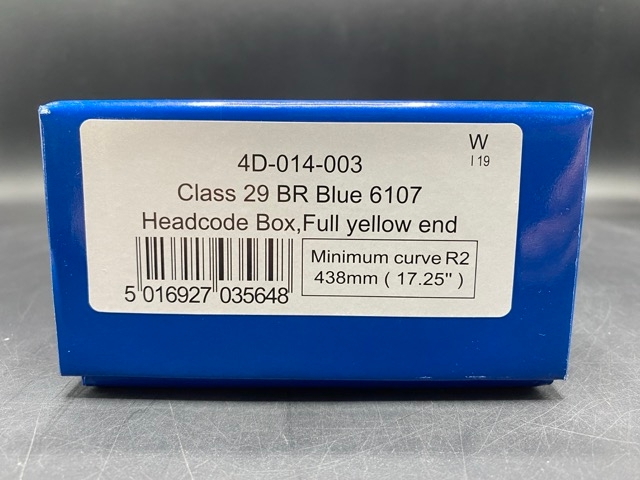 W
I 19
4D-014-003
Class 29 BR Blue 6107
Headcode Box,Full yellow end
Minimum curve R2
438mm ( 17.25" )
5 016927 035648